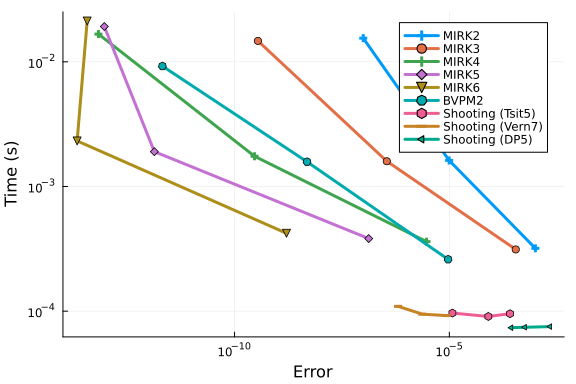 10⁻²
10⁻³
10⁻⁴
Time (s)
10⁻¹⁰
10⁻⁵
Error
MIRK2
MIRK3
MIRK4
MIRK5
MIRK6
BVPM2
Shooting (Tsit5)
Shooting (Vern7)
Shooting (DP5)